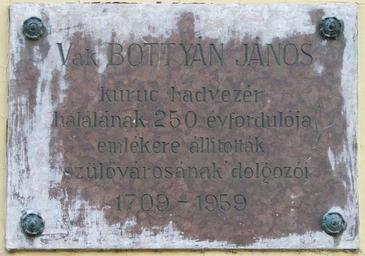 Vak BOTTYÁN JÁNOS
kuruc hadvezér
halálának 250 évfordulója
emlékére állították
szülővárosának dolgozói
1709 - 1959